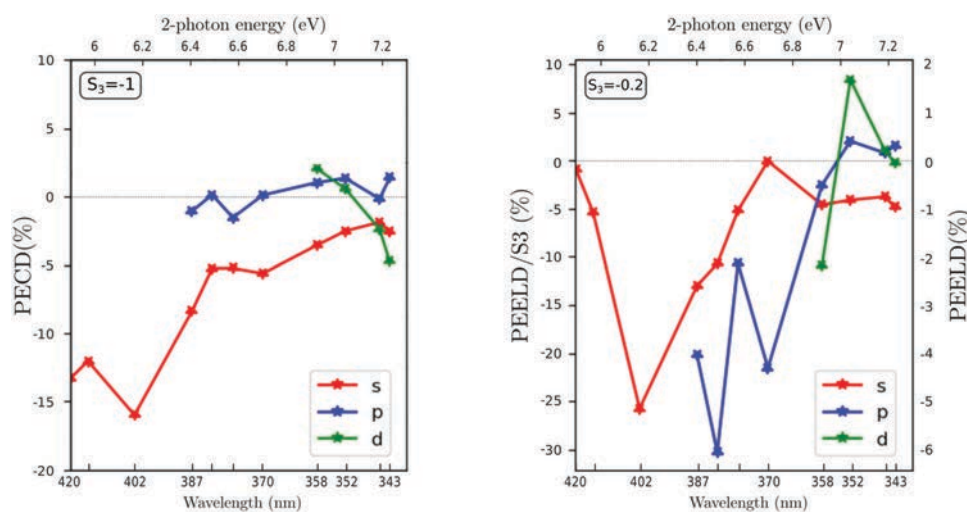 2-photon energy (eV)
6 6.2 6.4 6.6 6.8 7 7.2
S3=-1
PECD(%)
10
5
0
-5
-10
-15
-20
s
p
d
420 387 358 352 343
Wavelength (nm)
2-photon energy (eV)
6 6.2 6.4 6.6 6.8 7 7.2
S3=-0.2
PEELD/S3 (%)
10
5
0
-5
-10
-15
-20
-25
-30
2
1
0
-1
-2
-3
-4
-5
-6
PEELD(%)
s
p
d
420 387 358 352 343
Wavelength (nm)